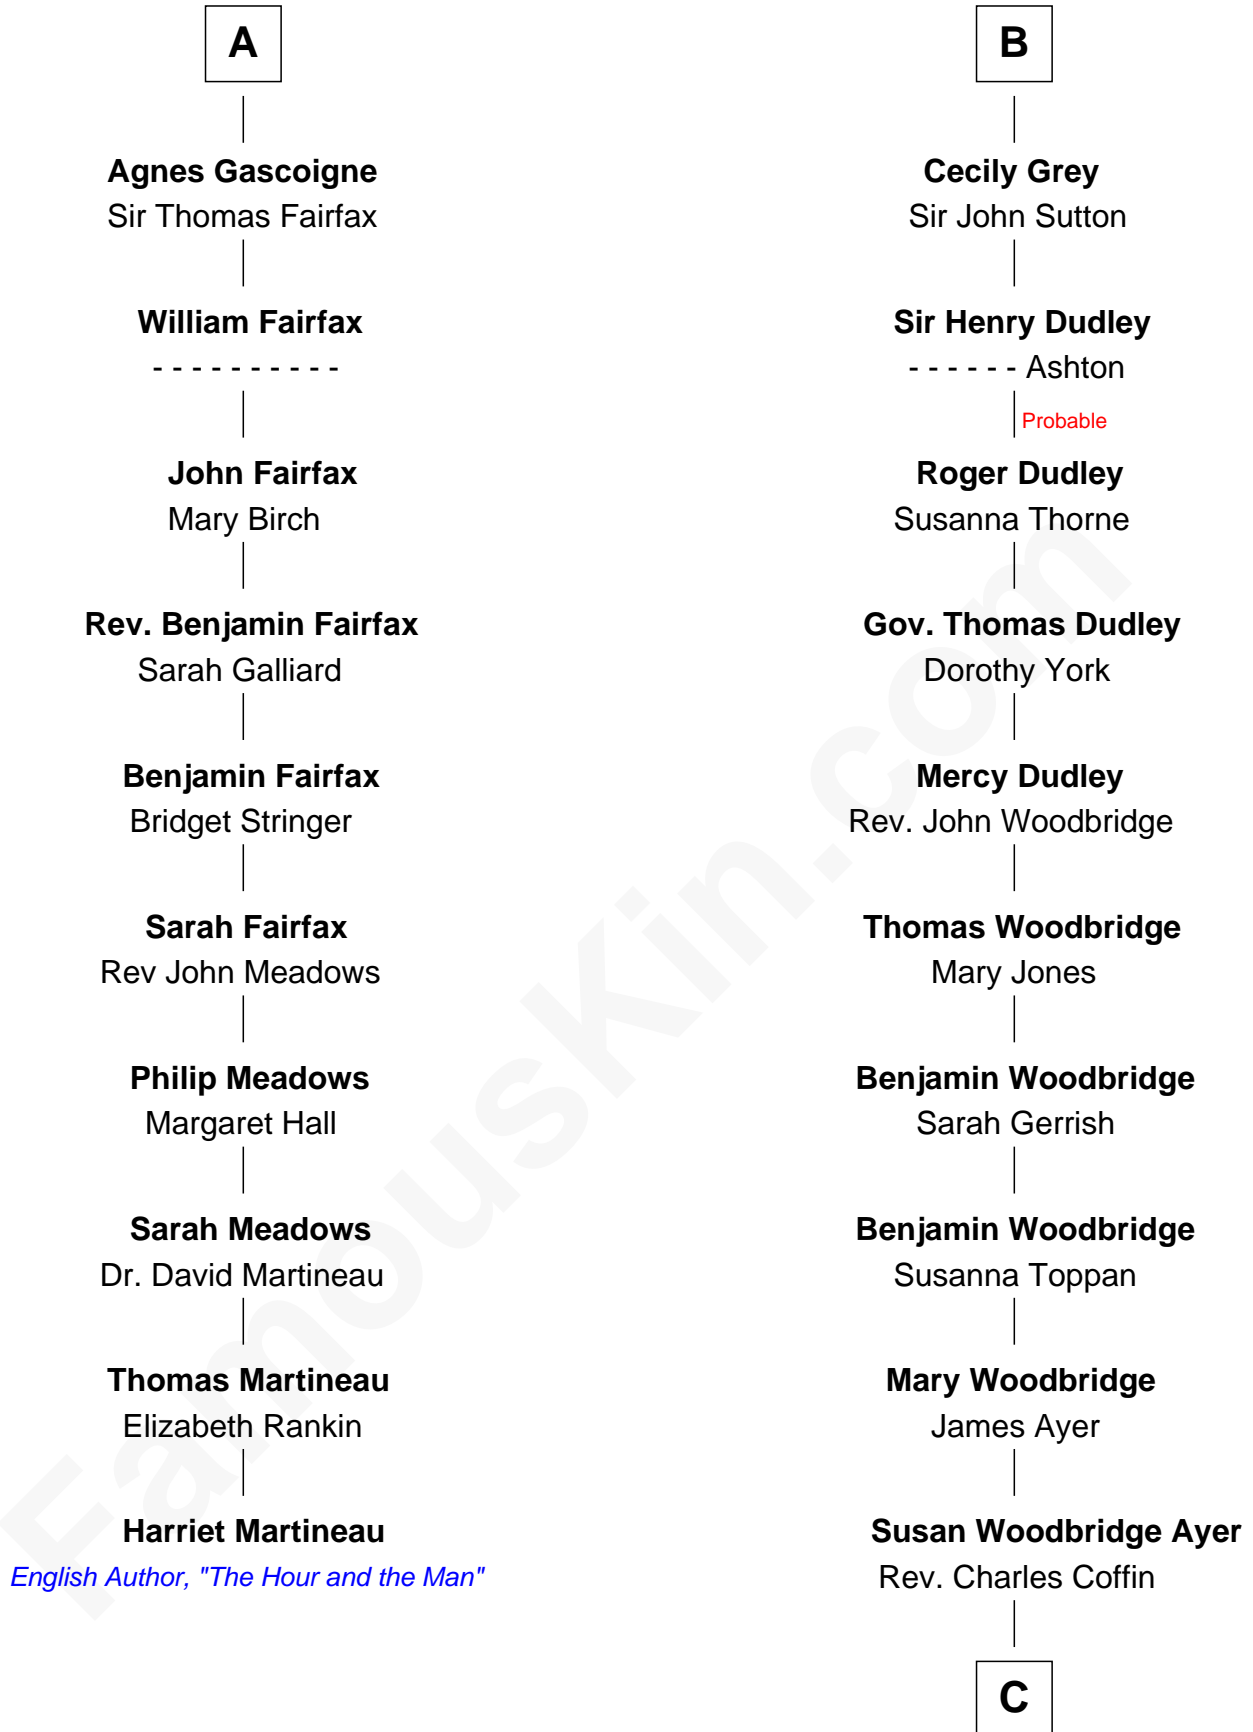 A
Agnes Gascoigne
Sir Thomas Fairfax
William Fairfax
- - - - - - - - - -
John Fairfax
Mary Birch
Rev. Benjamin Fairfax
Sarah Galliard
Benjamin Fairfax
Bridget Stringer
Sarah Fairfax
Rev John Meadows
Philip Meadows
Margaret Hall
Sarah Meadows
Dr. David Martineau
Thomas Martineau
Elizabeth Rankin
Harriet Martineau
English Author, "The Hour and the Man"
B
Cecily Grey
Sir John Sutton
Sir Henry Dudley
- - - - - - Ashton
Probable
Roger Dudley
Susanna Thorne
Gov. Thomas Dudley
Dorothy York
Mercy Dudley
Rev. John Woodbridge
Thomas Woodbridge
Mary Jones
Benjamin Woodbridge
Sarah Gerrish
Benjamin Woodbridge
Susanna Toppan
Mary Woodbridge
James Ayer
Susan Woodbridge Ayer
Rev. Charles Coffin
C
FamousKin.com